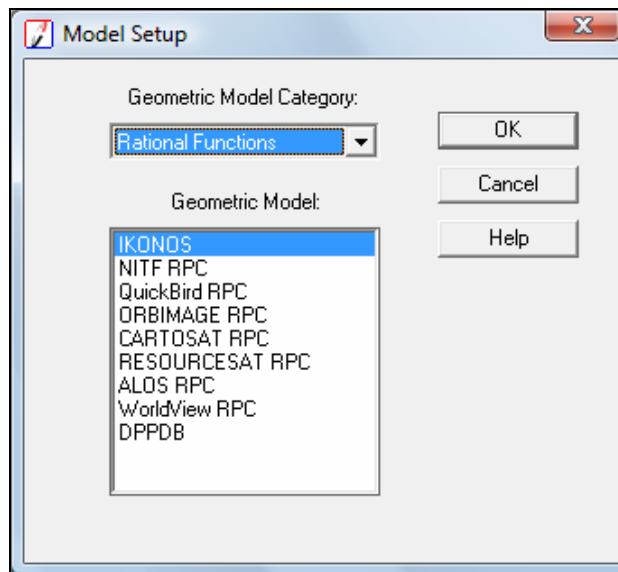 Model Setup
Geometric Model Category:
Rational Functions
OK
Cancel
Help
Geometric Model:
IKONOS
NITF RPC
QuickBird RPC
ORBIMAGE RPC
CARTOSAT RPC
RESOURCESAT RPC
ALOS RPC
WorldView RPC
DPPDB